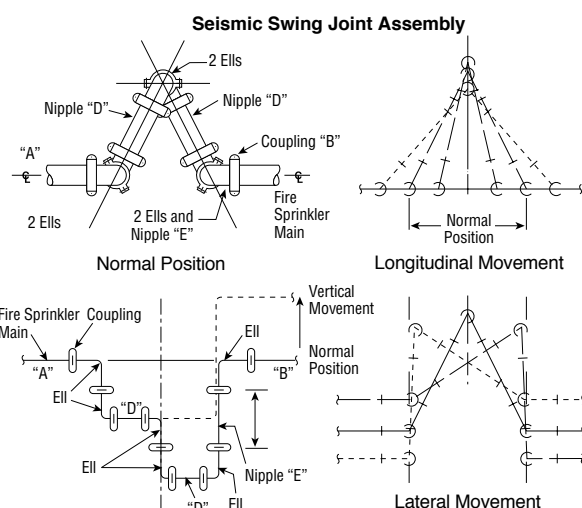 Seismic Swing Joint Assembly
2 Ells
Nipple “D”
Nipple “D”
Coupling “B”
“A”
℄
℄
2 Ells
2 Ells and
Nipple “E”
Fire
Sprinkler
Main
Normal Position
Normal
Position
Longitudinal Movement
Fire Sprinkler
Main
Coupling
“A”
Ell
“D”
Ell
“D”
Ell
Nipple “E”
Ell
“B”
Vertical
Movement
Normal
Position
Lateral Movement